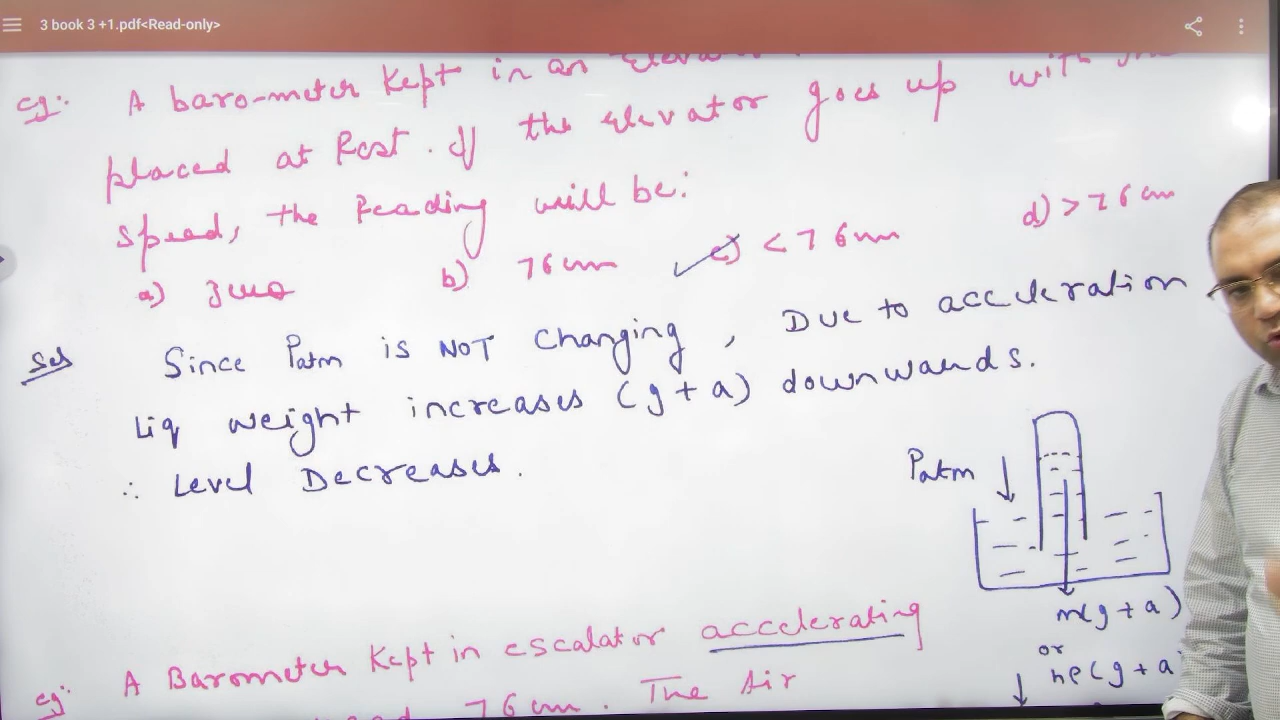 3 book 3 +1.pdf<Read-only>
eg: A baro-meter Kept in an
placed at Rest. If the elevator goes up with
speed, the Reading will be:
a) zero b) 76 cm c) < 76 cm d) > 76 cm
Sol Since Patm is NOT changing, Due to acceleration
Liq weight increases (g + a) downwards.
∴ Level Decreases.
Patm
m(g + a)
or
hρ(g + a
eg: A Barometer Kept in escalator accelerating
76 cm. The Air